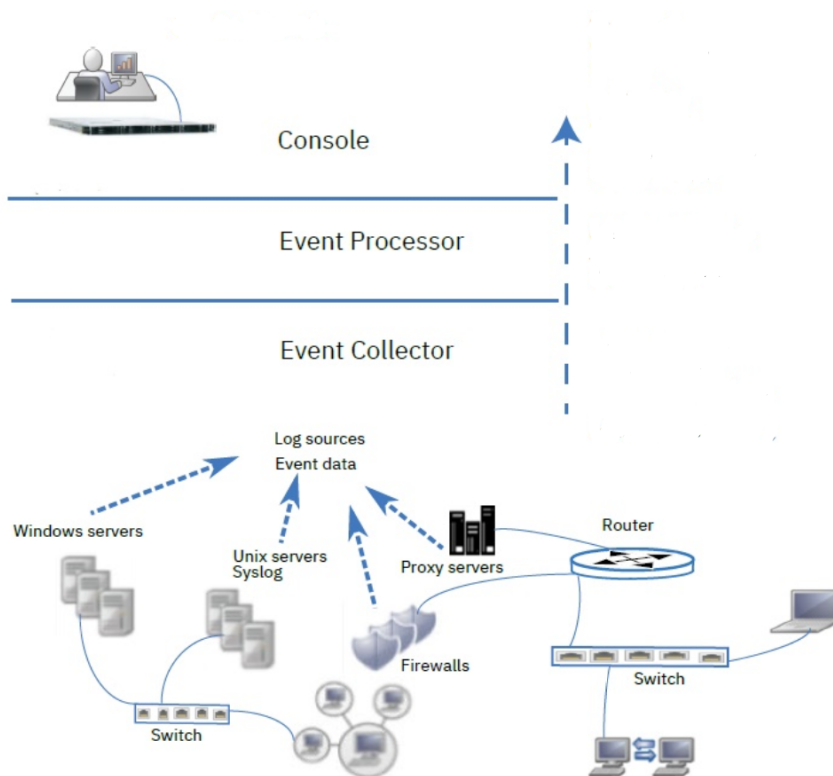 Console
Event Processor
Event Collector
Log sources
Event data
Windows servers
Unix servers
Syslog
Proxy servers
Router
Firewalls
Switch
Switch